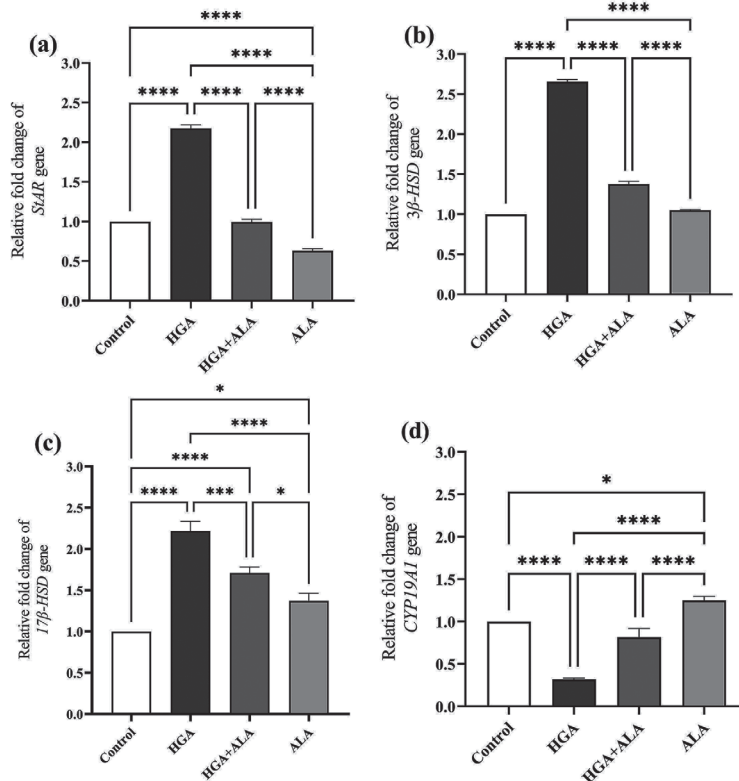 (a)
****
****
**** **** ****
Relative fold change of
StAR gene
3.0
2.5
2.0
1.5
1.0
0.5
0.0
Control
HGA
HGA+ALA
ALA
(b)
****
**** **** ****
Relative fold change of
3β-HSD gene
3.0
2.5
2.0
1.5
1.0
0.5
0.0
Control
HGA
HGA+ALA
ALA
(c)
*
****
****
**** *** *
Relative fold change of
17β-HSD gene
3.0
2.5
2.0
1.5
1.0
0.5
0.0
Control
HGA
HGA+ALA
ALA
(d)
*
****
**** **** ****
Relative fold change of
CYP19A1 gene
3.0
2.5
2.0
1.5
1.0
0.5
0.0
Control
HGA
HGA+ALA
ALA